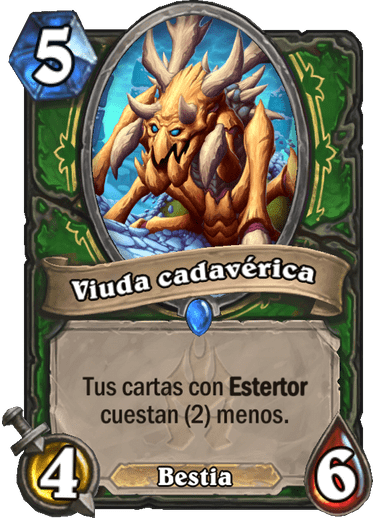 5
Viuda cadavérica
Tus cartas con Estertor
cuestan (2) menos.
4
Bestia
6